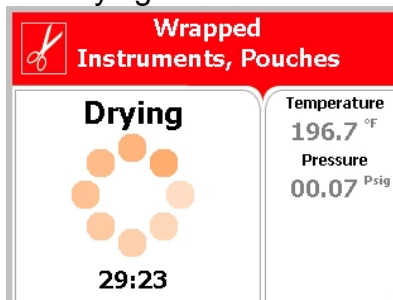 Wrapped
Instruments, Pouches
Drying
29:23
Temperature
196.7 °F
Pressure
00.07 Psig